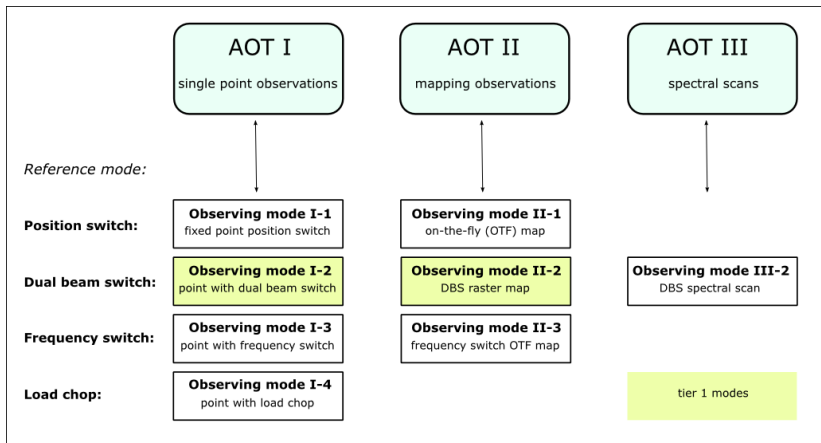 AOT I
single point observations
AOT II
mapping observations
AOT III
spectral scans
Reference mode:
Position switch:
Observing mode I-1
fixed point position switch
Observing mode II-1
on-the-fly (OTF) map
Dual beam switch:
Observing mode I-2
point with dual beam switch
Observing mode II-2
DBS raster map
Observing mode III-2
DBS spectral scan
Frequency switch:
Observing mode I-3
point with frequency switch
Observing mode II-3
frequency switch OTF map
Load chop:
Observing mode I-4
point with load chop
tier 1 modes